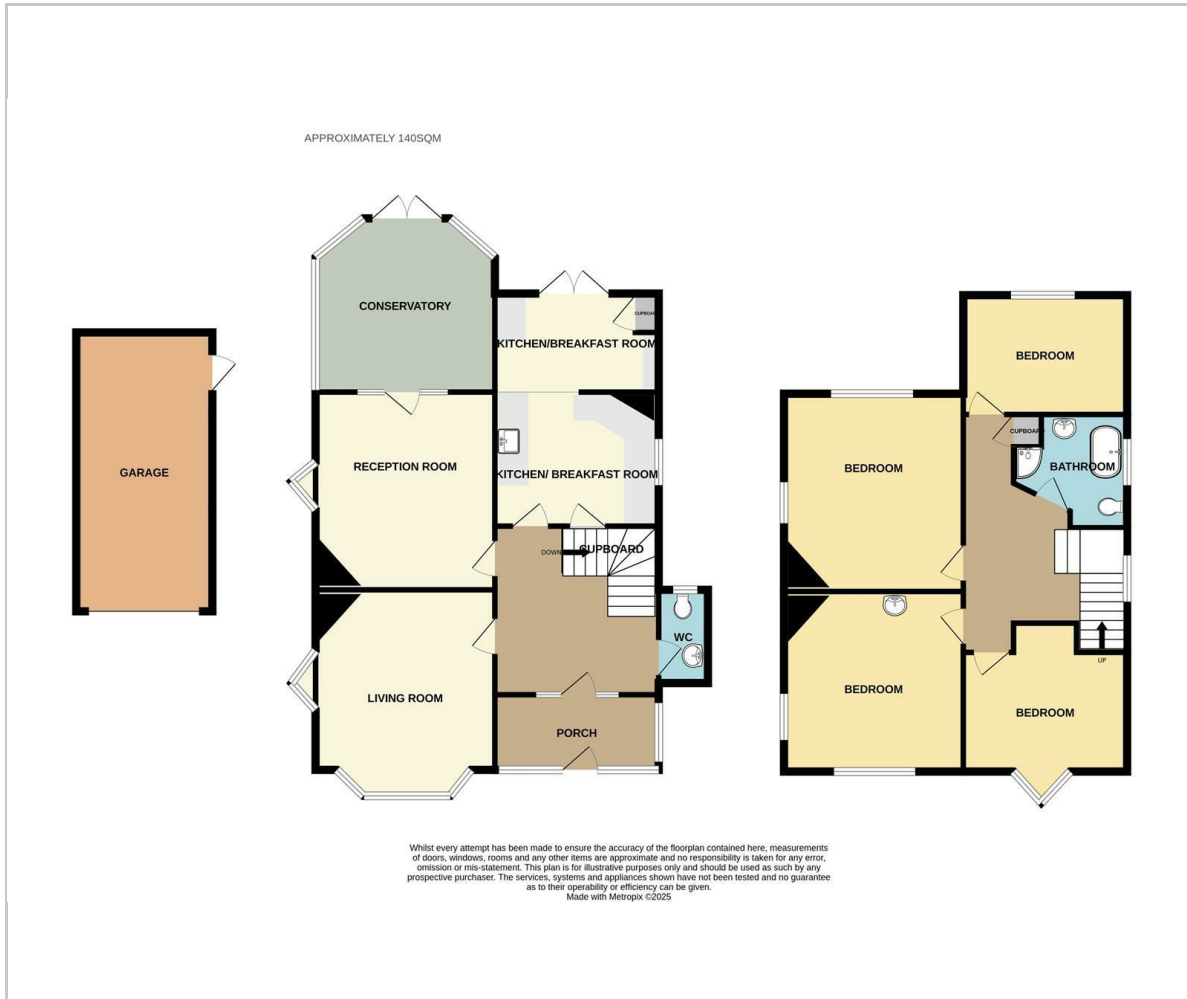 APPROXIMATELY 140SQM
CONSERVATORY
KITCHEN/BREAKFAST ROOM
CUPBOAR
GARAGE
RECEPTION ROOM
KITCHEN/ BREAKFAST ROOM
DOWN
CUPBOARD
WC
LIVING ROOM
PORCH
BEDROOM
CUPBOARD
BATHROOM
BEDROOM
UP
BEDROOM
BEDROOM
Whilst every attempt has been made to ensure the accuracy of the floorplan contained here, measurements
of doors, windows, rooms and any other items are approximate and no responsibility is taken for any error,
omission or mis-statement. This plan is for illustrative purposes only and should be used as such by any
prospective purchaser. The services, systems and appliances shown have not been tested and no guarantee
as to their operability or efficiency can be given.
Made with Metropix ©2025